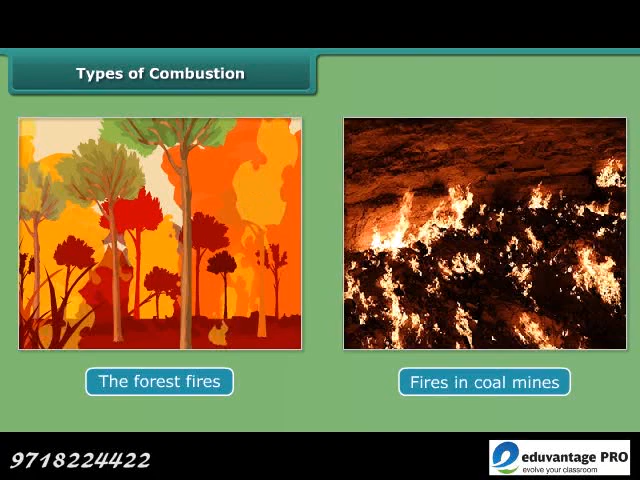 Types of Combustion
The forest fires
Fires in coal mines
9718224422
eduvantage PRO
evolve your classroom